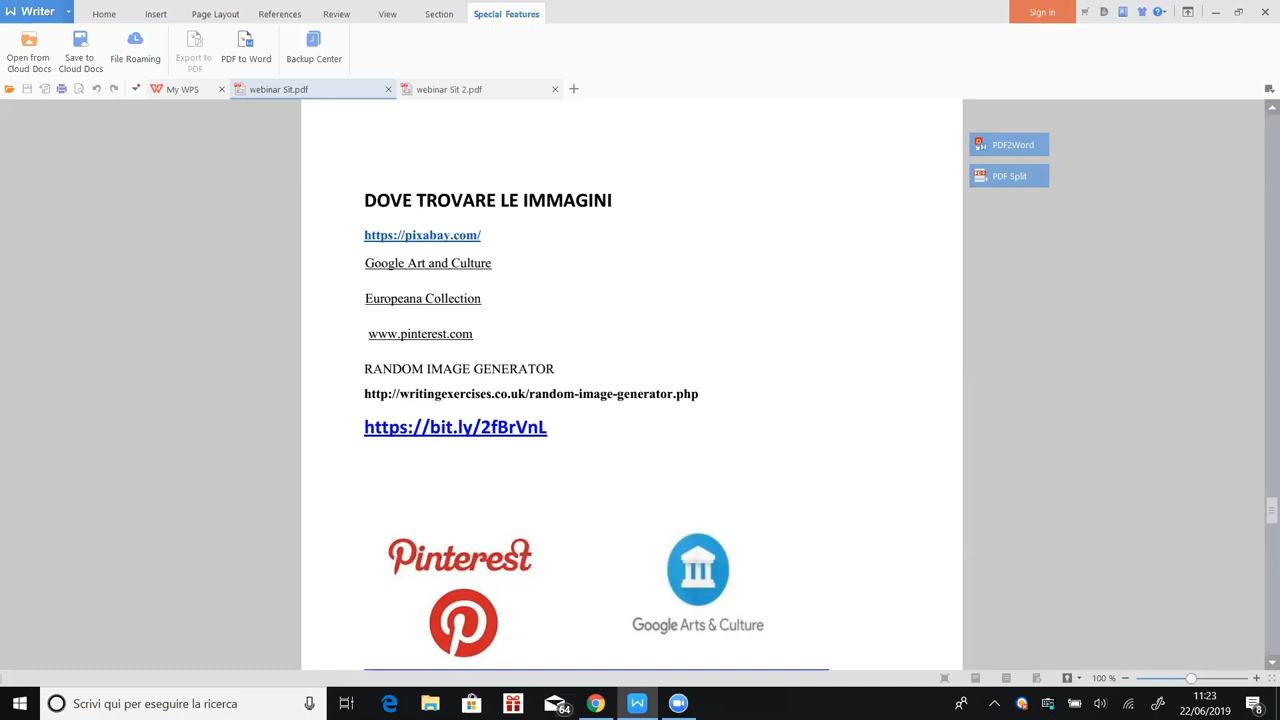 Writer
Home
Insert
Page Layout
References
Review
View
Section
Special Features
Sign in
Open from
Cloud Docs
Save to
Cloud Docs
File Roaming
Export to
PDF
PDF to Word
Backup Center
My WPS
webinar Sit.pdf
webinar Sit 2.pdf
PDF2Word
PDF Split
DOVE TROVARE LE IMMAGINI
https://pixabay.com/
Google Art and Culture
Europeana Collection
www.pinterest.com
RANDOM IMAGE GENERATOR
http://writingexercises.co.uk/random-image-generator.php
https://bit.ly/2fBrVnL
Pinterest
Google Arts & Culture
100 %
Scrivi qui per eseguire la ricerca
64
11:23
22/06/2019
8